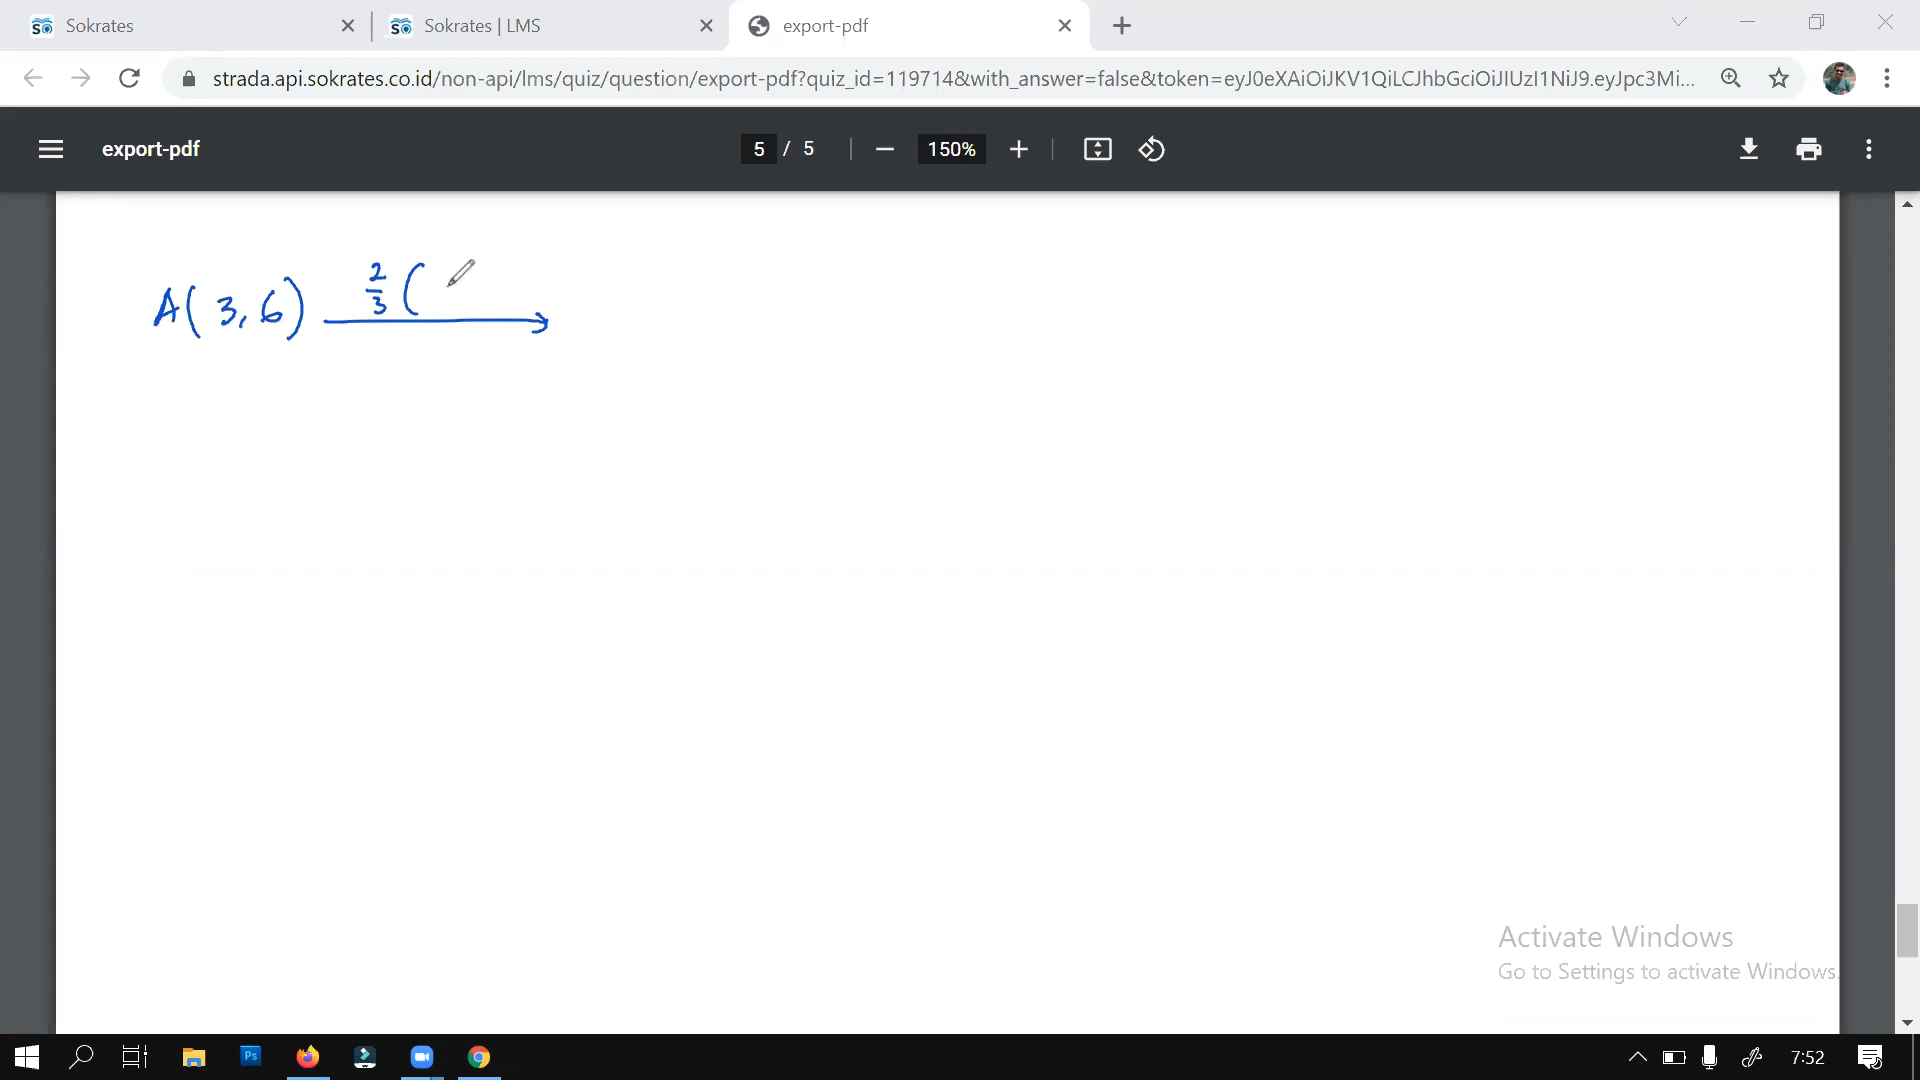 Sokrates
Sokrates | LMS
export-pdf
strada.api.sokrates.co.id/non-api/lms/quiz/question/export-pdf?quiz_id=119714&with_answer=false&token=eyJ0eXAiOiJKV1QiLCJhbGciOiJIUzI1NiJ9.eyJpc3Mi...
export-pdf
5 / 5
150%
A( 3, 6) 2/3 (
Activate Windows
Go to Settings to activate Windows.
Ps
7:52